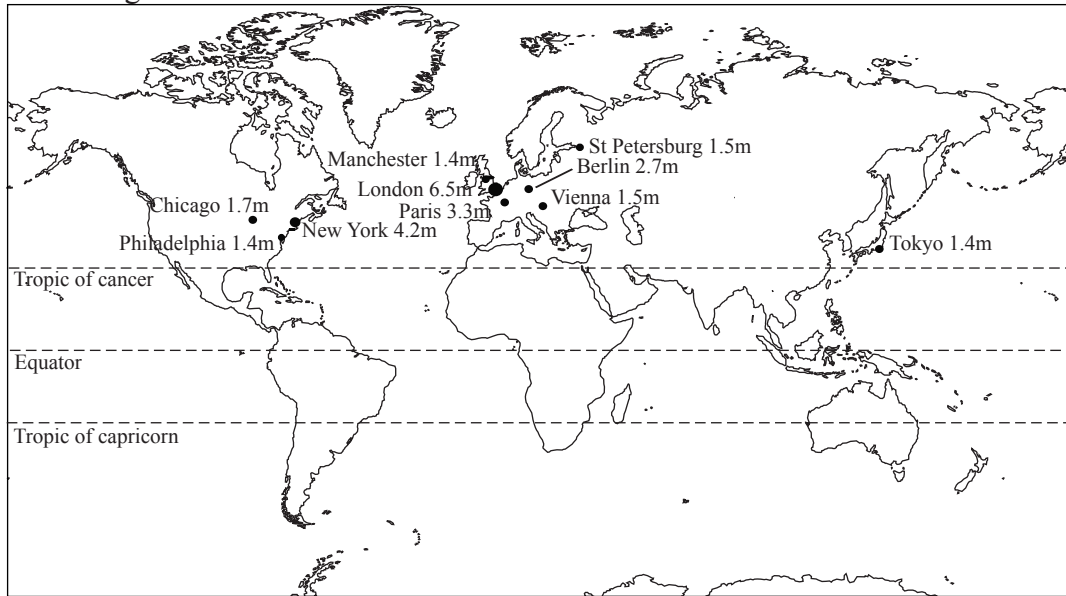 St Petersburg 1.5m
Manchester 1.4m
Berlin 2.7m
London 6.5m
Vienna 1.5m
Paris 3.3m
Chicago 1.7m
New York 4.2m
Philadelphia 1.4m
Tokyo 1.4m
Tropic of cancer
Equator
Tropic of capricorn